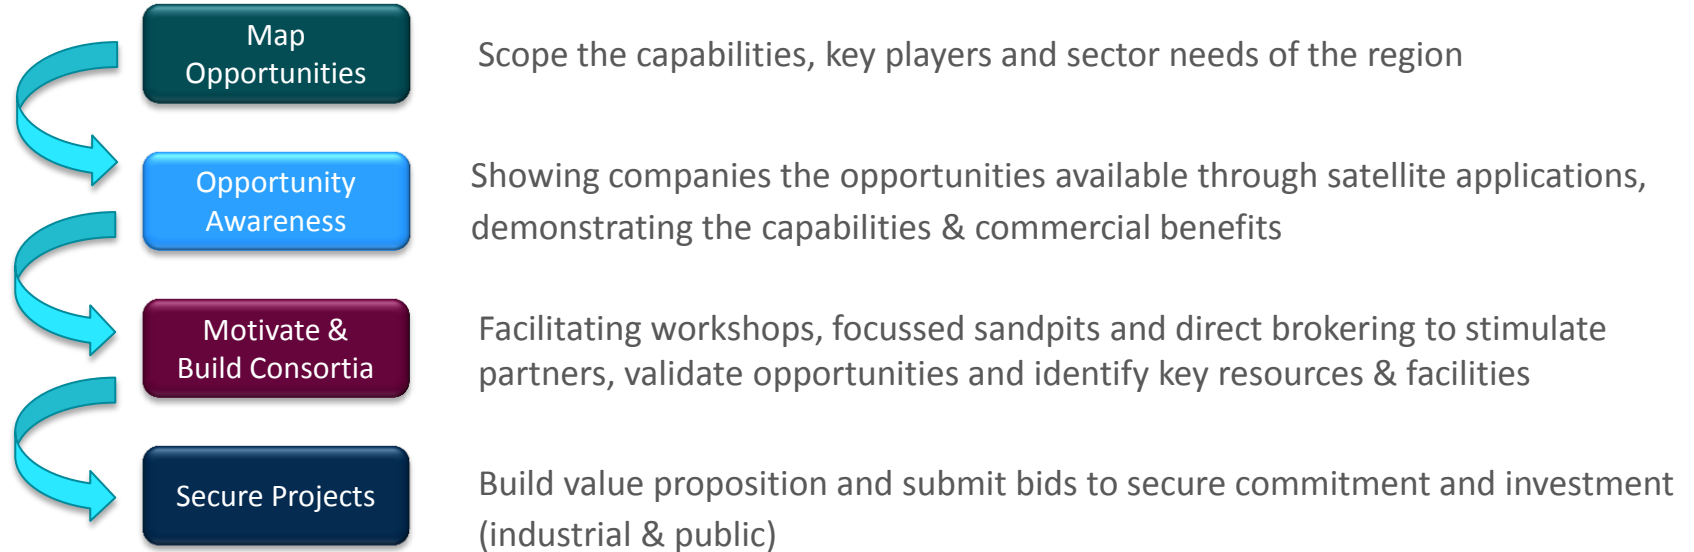 Map
Opportunities
Scope the capabilities, key players and sector needs of the region
Opportunity
Awareness
Showing companies the opportunities available through satellite applications,
demonstrating the capabilities & commercial benefits
Motivate &
Build Consortia
Facilitating workshops, focussed sandpits and direct brokering to stimulate
partners, validate opportunities and identify key resources & facilities
Secure Projects
Build value proposition and submit bids to secure commitment and investment
(industrial & public)